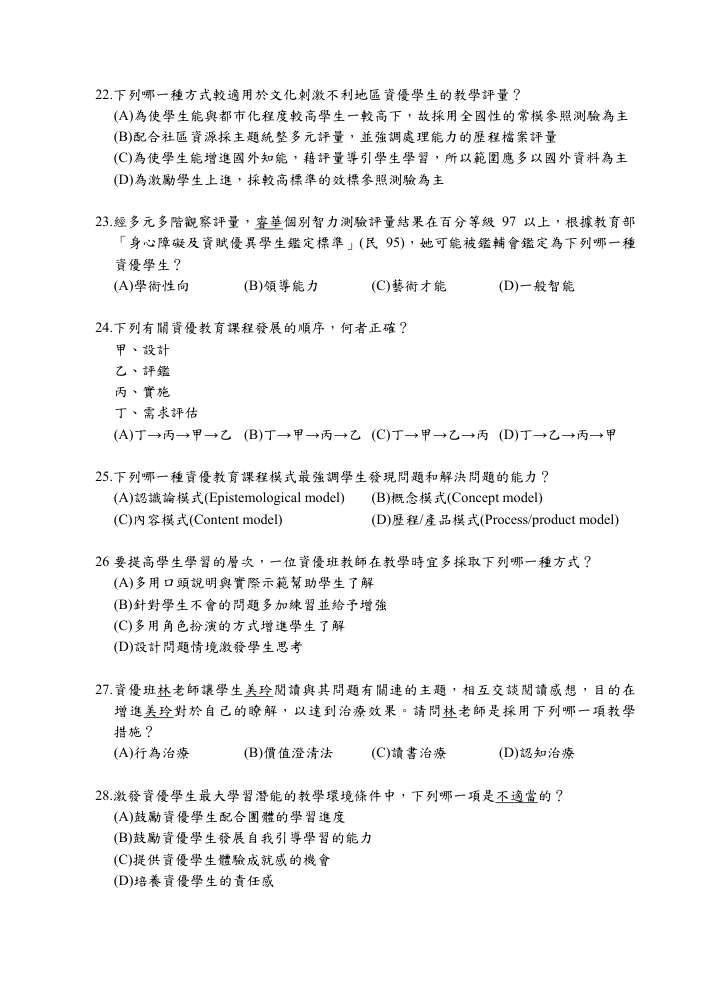 22.下列哪一種方式較適用於文化刺激不利地區資優學生的教學評量？
(A)為使學生能與都市化程度較高學生一較高下，故採用全國性的常模參照測驗為主
(B)配合社區資源採主題統整多元評量，並強調處理能力的歷程檔案評量
(C)為使學生能增進國外知能，藉評量導引學生學習，所以範圍應多以國外資料為主
(D)為激勵學生上進，採較高標準的效標參照測驗為主
23.經多元多階觀察評量，睿華個別智力測驗評量結果在百分等級 97 以上，根據教育部
「身心障礙及資賦優異學生鑑定標準」(民 95)，她可能被鑑輔會鑑定為下列哪一種
資優學生？
(A)學術性向 (B)領導能力 (C)藝術才能 (D)一般智能
24.下列有關資優教育課程發展的順序，何者正確？
甲、設計
乙、評鑑
丙、實施
丁、需求評估
(A)丁→丙→甲→乙 (B)丁→甲→丙→乙 (C)丁→甲→乙→丙 (D)丁→乙→丙→甲
25.下列哪一種資優教育課程模式最強調學生發現問題和解決問題的能力？
(A)認識論模式(Epistemological model) (B)概念模式(Concept model)
(C)內容模式(Content model) (D)歷程/產品模式(Process/product model)
26 要提高學生學習的層次，一位資優班教師在教學時宜多採取下列哪一種方式？
(A)多用口頭說明與實際示範幫助學生了解
(B)針對學生不會的問題多加練習並給予增強
(C)多用角色扮演的方式增進學生了解
(D)設計問題情境激發學生思考
27.資優班林老師讓學生美玲閱讀與其問題有關連的主題，相互交談閱讀感想，目的在
增進美玲對於自己的瞭解，以達到治療效果。請問林老師是採用下列哪一項教學
措施？
(A)行為治療 (B)價值澄清法 (C)讀書治療 (D)認知治療
28.激發資優學生最大學習潛能的教學環境條件中，下列哪一項是不適當的？
(A)鼓勵資優學生配合團體的學習進度
(B)鼓勵資優學生發展自我引導學習的能力
(C)提供資優學生體驗成就感的機會
(D)培養資優學生的責任感